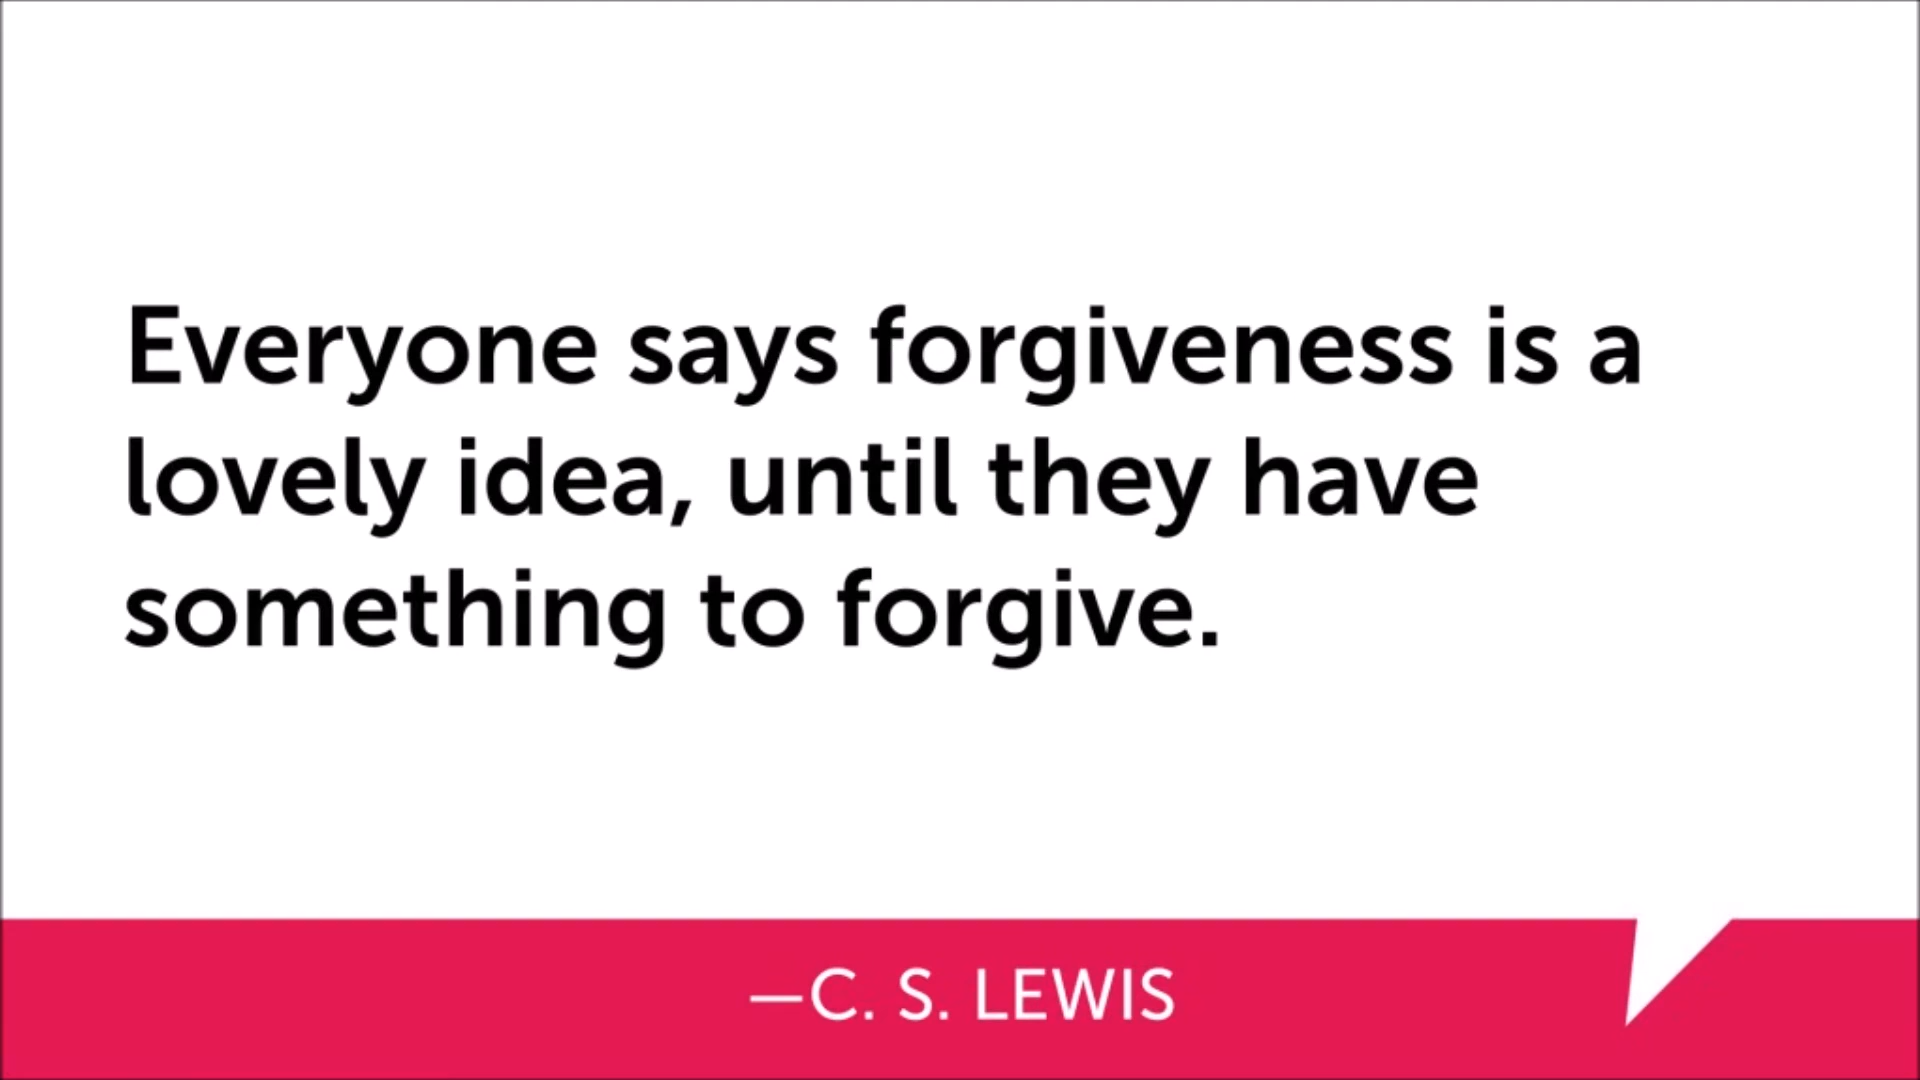 Everyone says forgiveness is a
lovely idea, until they have
something to forgive.
—C. S. LEWIS